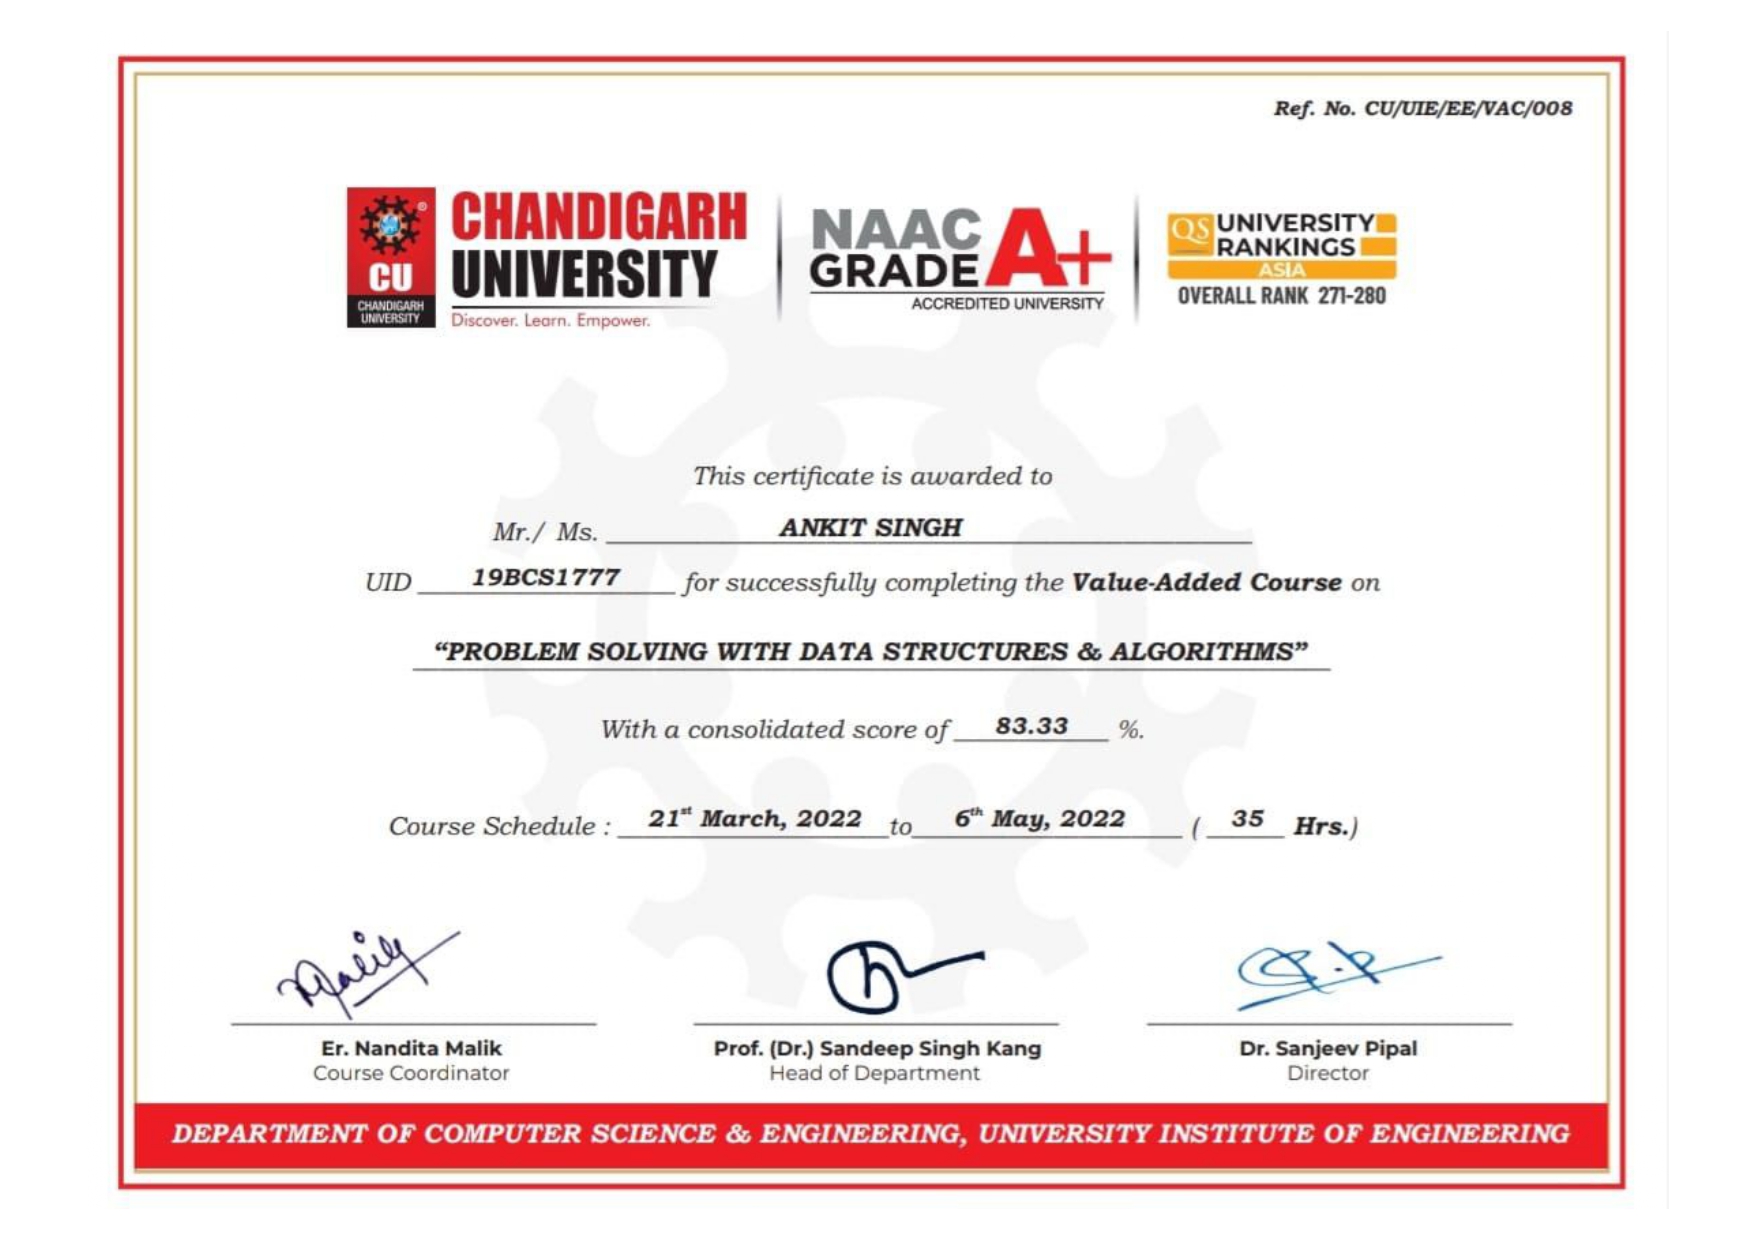 Ref. No. CU/UIE/EE/VAC/008
CU
CHANDIGARH
UNIVERSITY
CHANDIGARH
UNIVERSITY
Discover. Learn. Empower.
NAAC
GRADE A+
ACCREDITED UNIVERSITY
QS UNIVERSITY
RANKINGS
ASIA
OVERALL RANK 271-280
This certificate is awarded to
Mr./ Ms. ANKIT SINGH
UID 19BCS1777 for successfully completing the Value-Added Course on
“PROBLEM SOLVING WITH DATA STRUCTURES & ALGORITHMS”
With a consolidated score of 83.33 %.
Course Schedule : 21st March, 2022 to 6th May, 2022 ( 35 Hrs.)
Er. Nandita Malik
Course Coordinator
Prof. (Dr.) Sandeep Singh Kang
Head of Department
Dr. Sanjeev Pipal
Director
DEPARTMENT OF COMPUTER SCIENCE & ENGINEERING, UNIVERSITY INSTITUTE OF ENGINEERING